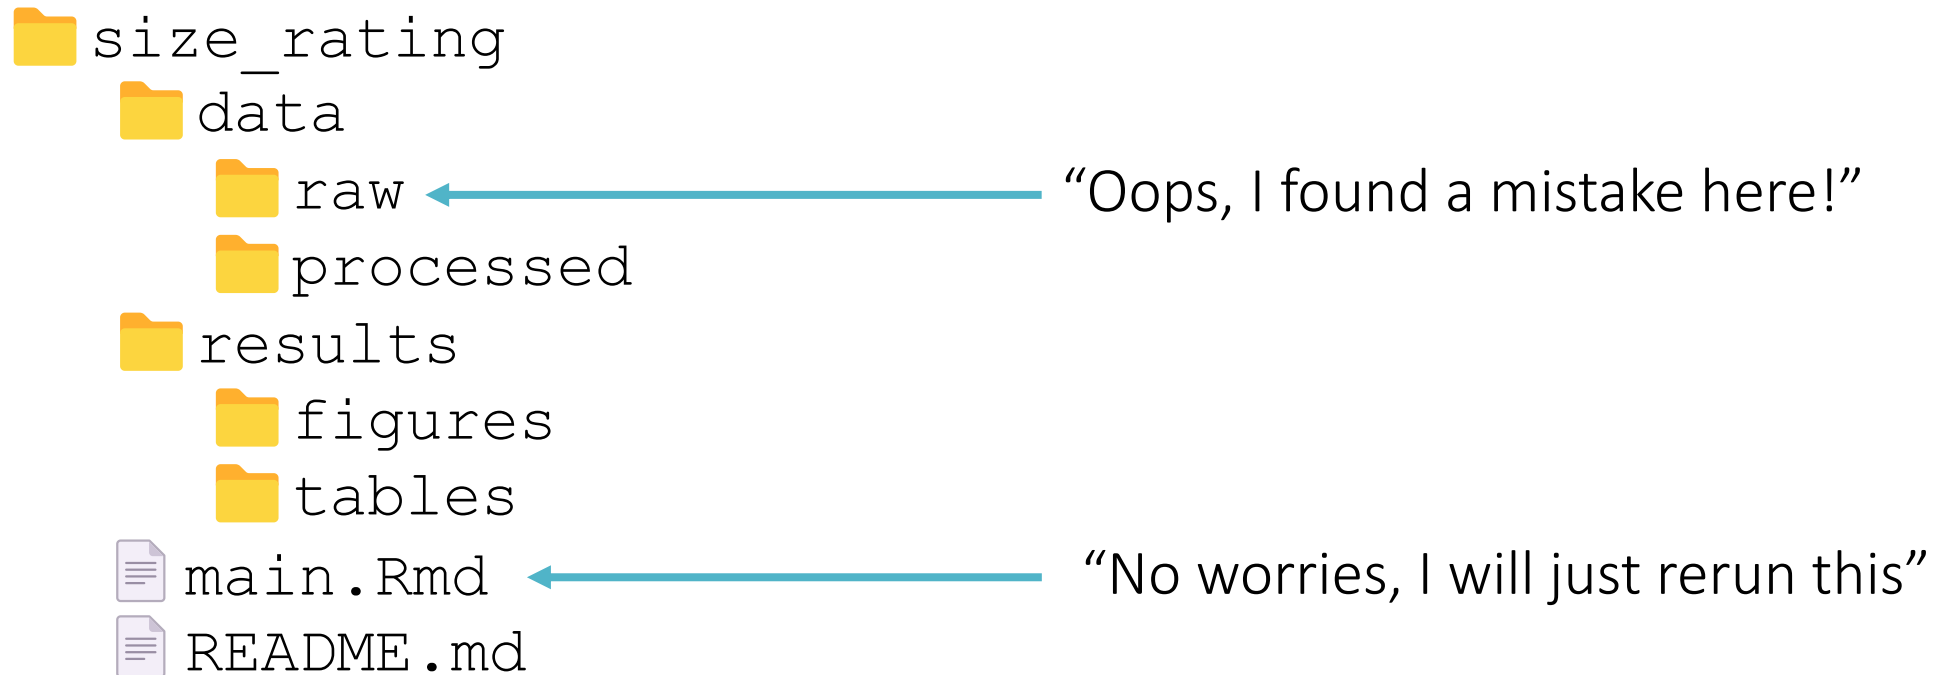 size_rating
data
raw
“Oops, I found a mistake here!”
processed
results
figures
tables
main.Rmd
“No worries, I will just rerun this”
README.md